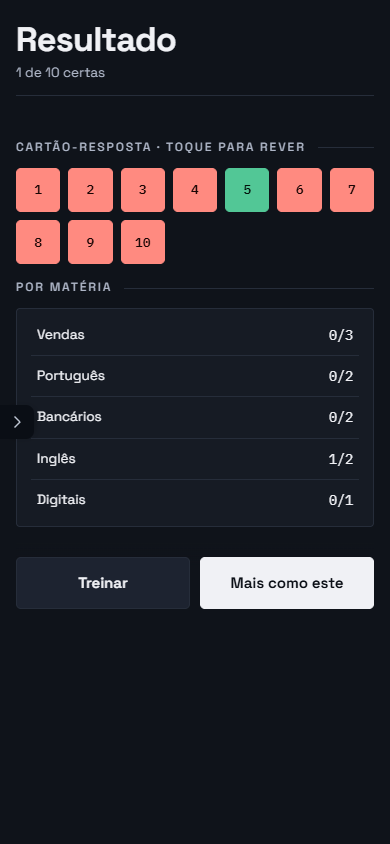 Resultado
1 de 10 certas
CARTÃO-RESPOSTA · TOQUE PARA REVER
1 2 3 4 5 6 7
8 9 10
POR MATÉRIA
Vendas 0/3
Português 0/2
Bancários 0/2
Inglês 1/2
Digitais 0/1
Treinar Mais como este